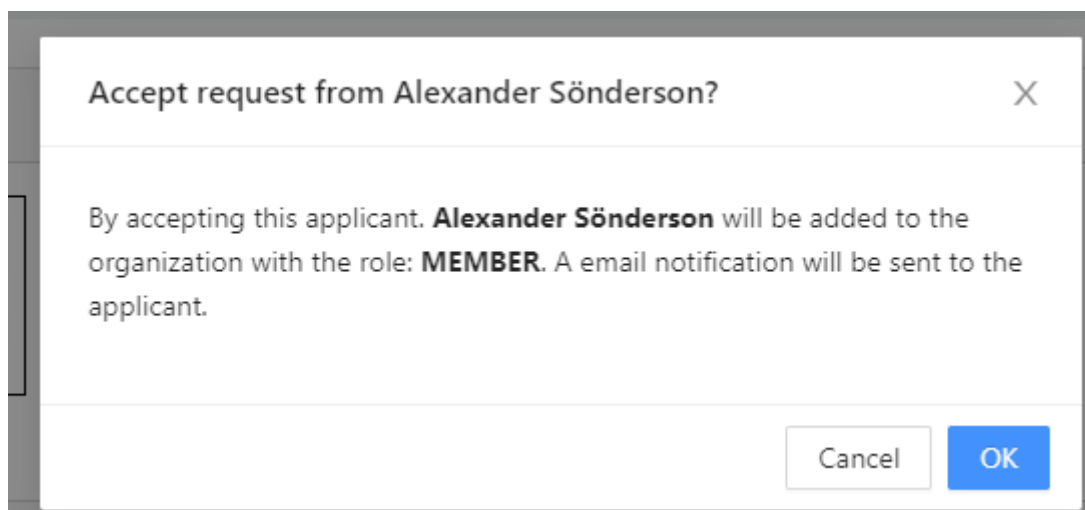 Accept request from Alexander Sönderson?
X
By accepting this applicant. Alexander Sönderson will be added to the
organization with the role: MEMBER. A email notification will be sent to the
applicant.
Cancel OK